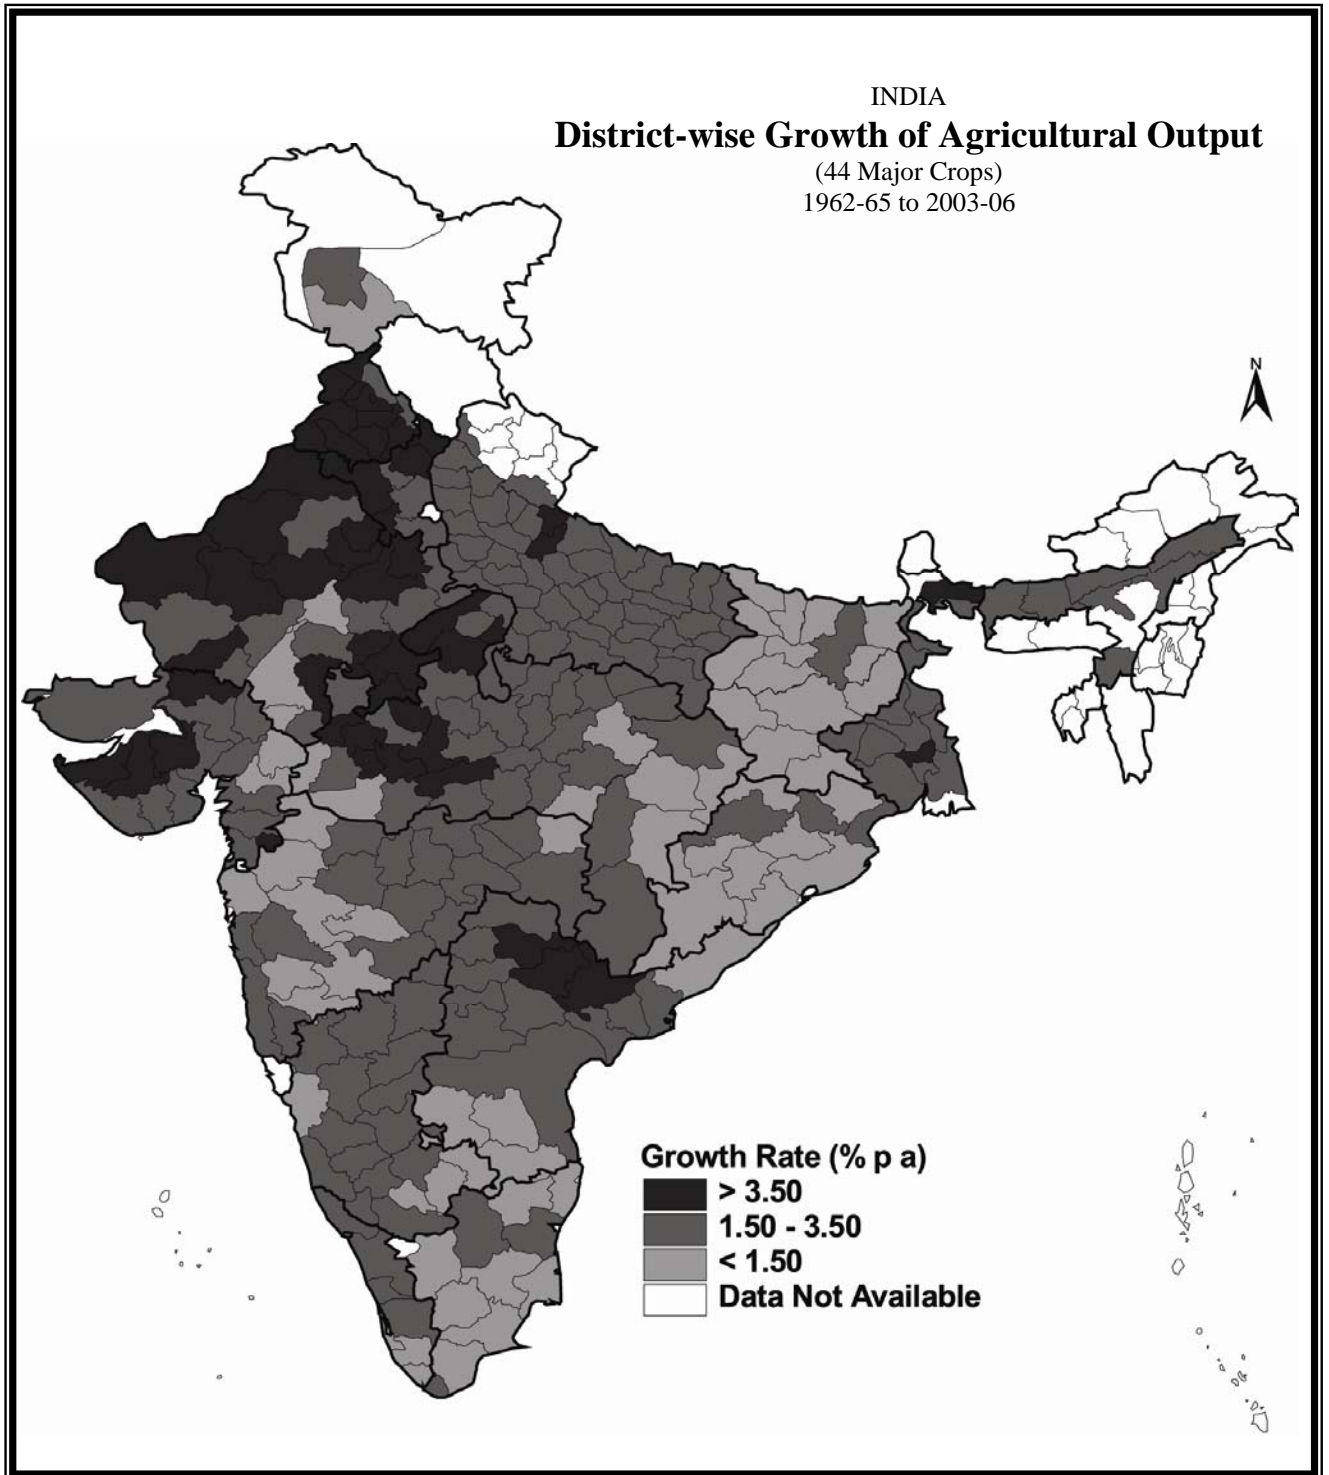 INDIA
District-wise Growth of Agricultural Output
(44 Major Crops)
1962-65 to 2003-06
N
Growth Rate (% p a)
> 3.50
1.50 - 3.50
< 1.50
Data Not Available